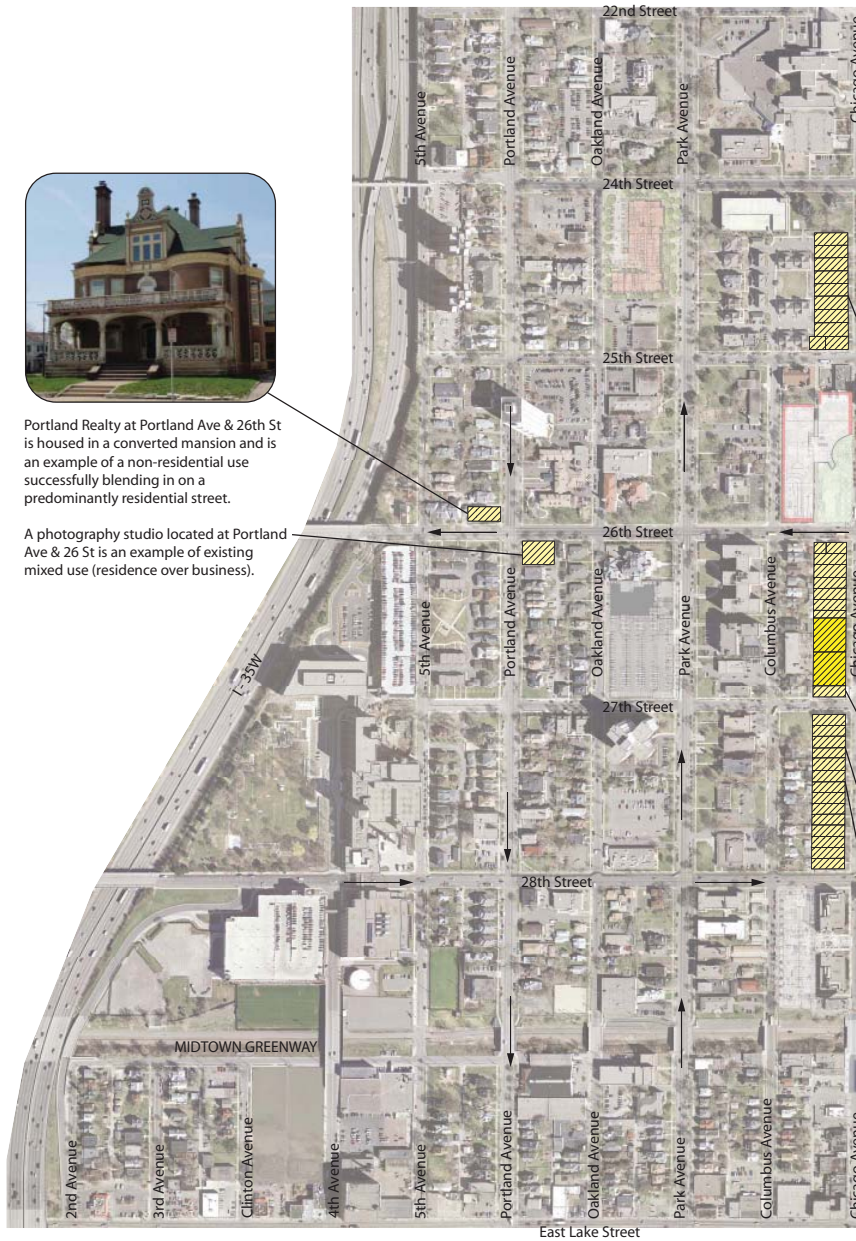 22nd Street
5th Avenue
Portland Avenue
Oakland Avenue
Park Avenue
Chicago Avenue
24th Street
25th Street
Portland Realty at Portland Ave & 26th St
is housed in a converted mansion and is
an example of a non-residential use
successfully blending in on a
predominantly residential street.
A photography studio located at Portland
Ave & 26 St is an example of existing
mixed use (residence over business).
26th Street
5th Avenue
Portland Avenue
Oakland Avenue
Park Avenue
Columbus Avenue
Chicago Avenue
I- 35W
27th Street
28th Street
MIDTOWN GREENWAY
2nd Avenue
3rd Avenue
Clinton Avenue
4th Avenue
5th Avenue
Portland Avenue
Oakland Avenue
Park Avenue
Columbus Avenue
Chicago Avenue
East Lake Street